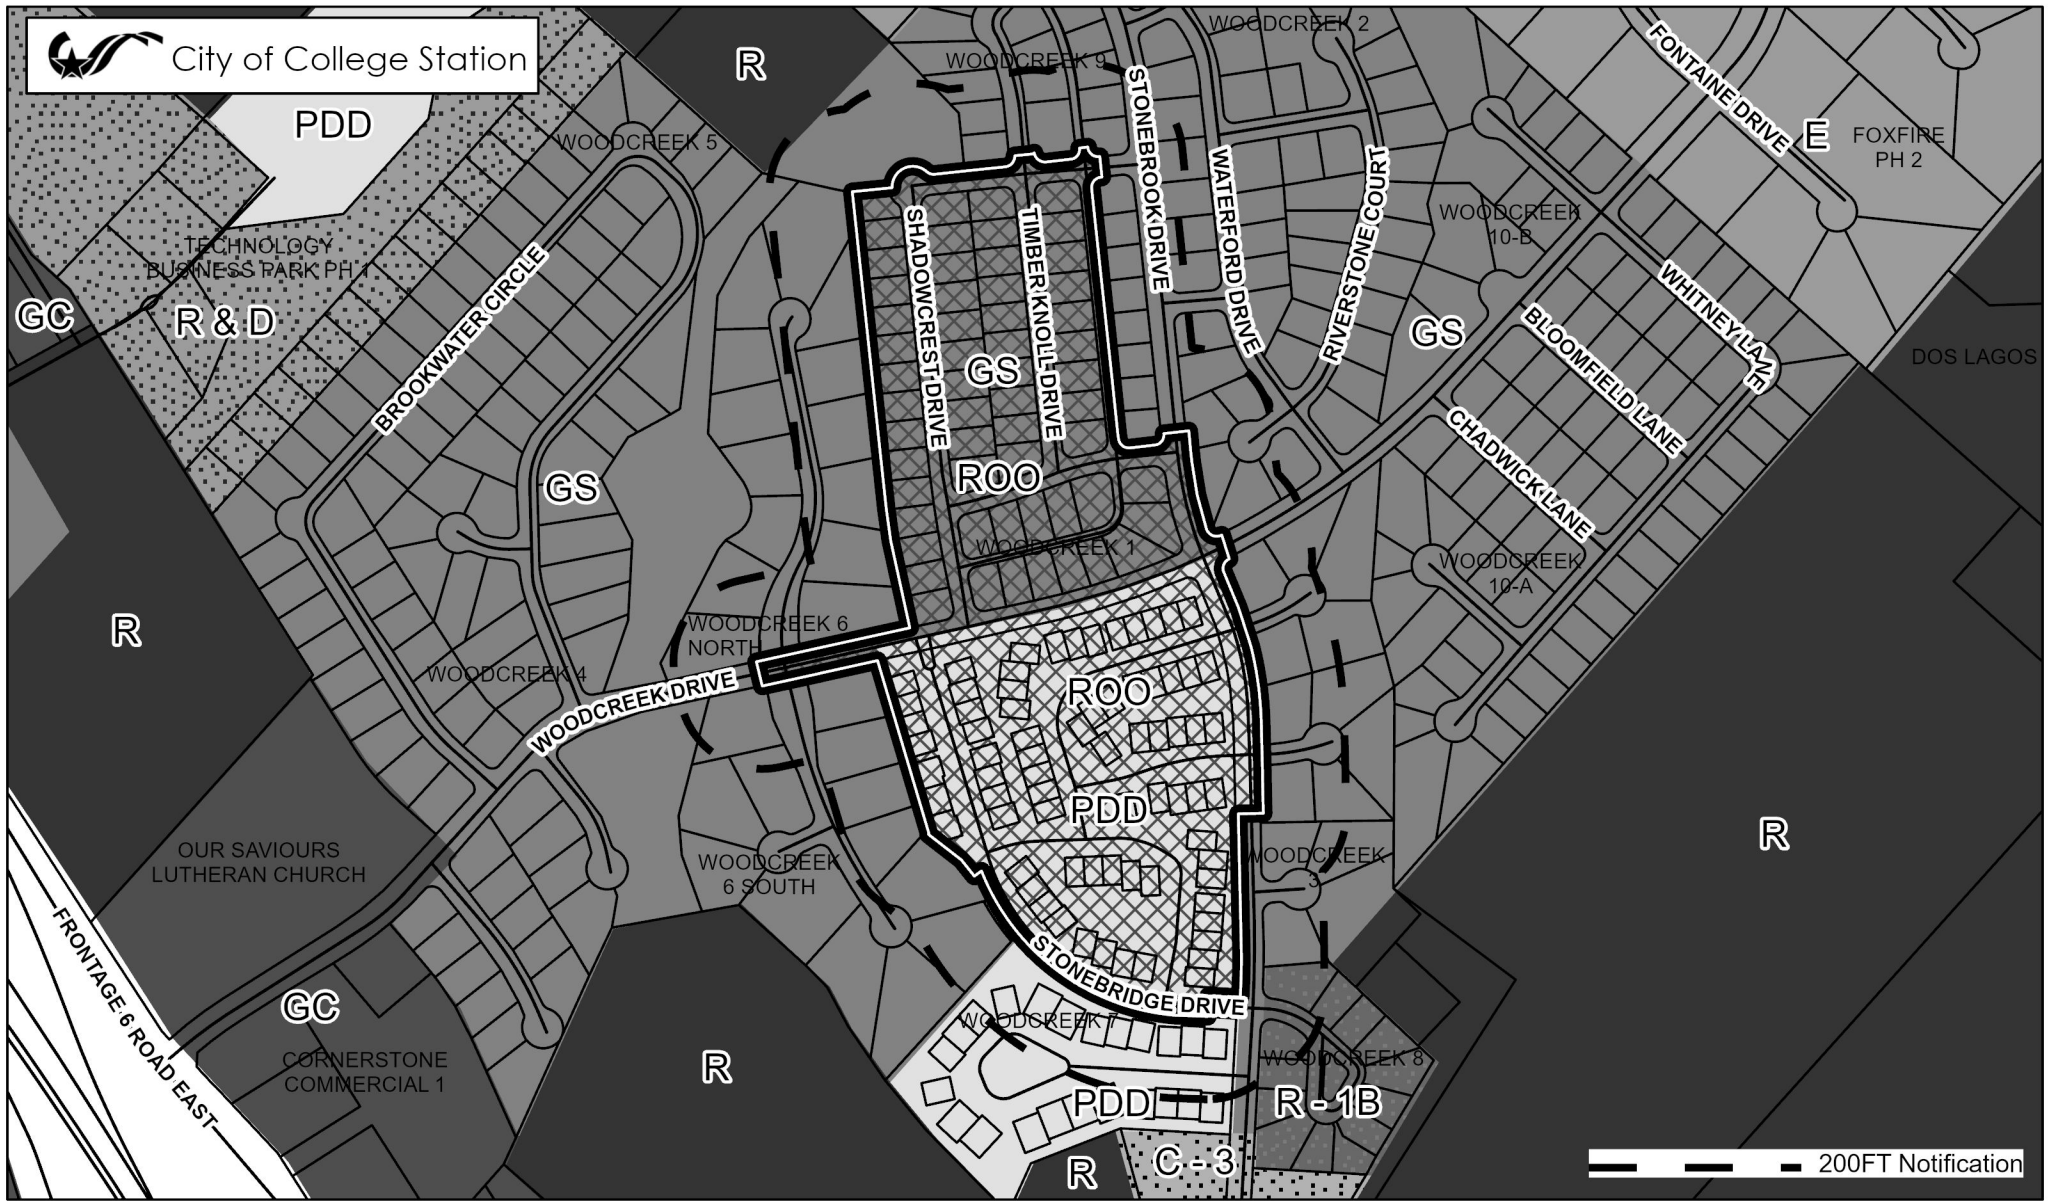 City of College Station
R
WOODCREEK 9
WOODCREEK 2
FONTAINE DRIVE
E
FOXFIRE
PH 2
PDD
WOODCREEK 5
STONEBROOK DRIVE
WATERFORD DRIVE
RIVERSTONE COURT
WOODCREEK
10-B
TECHNOLOGY
BUSINESS PARK PH 1
GC
R & D
BROOKWATER CIRCLE
SHADOWCREST DRIVE
TIMBER KNOLL DRIVE
GS
GS
WHITNEY LANE
BLOOMFIELD LANE
CHADWICK LANE
DOS LAGOS
GS
ROO
WOODCREEK 1
WOODCREEK
10-A
R
WOODCREEK 6
NORTH
WOODCREEK 4
WOODCREEK DRIVE
ROO
PDD
R
OUR SAVIOURS
LUTHERAN CHURCH
WOODCREEK
6 SOUTH
WOODCREEK
3
FRONTAGE 6 ROAD EAST
STONEBRIDGE DRIVE
GC
WOODCREEK 7
CORNERSTONE
COMMERCIAL 1
R
WOODCREEK 8
PDD
R - 1B
R
C - 3
200FT Notification